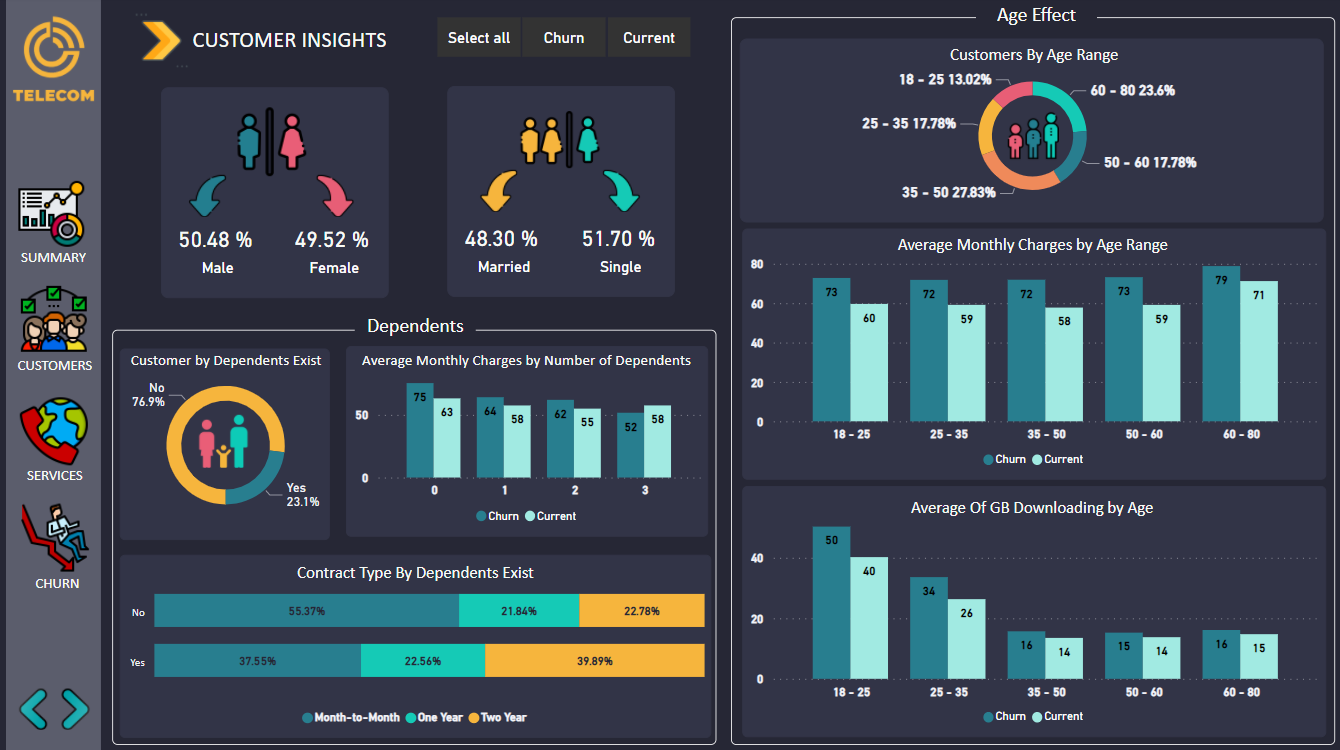 TELECOM
SUMMARY
CUSTOMERS
SERVICES
CHURN
CUSTOMER INSIGHTS
Select all
Churn
Current
50.48 %
Male
49.52 %
Female
48.30 %
Married
51.70 %
Single
Dependents
Customer by Dependents Exist
No
76.9%
Yes
23.1%
Average Monthly Charges by Number of Dependents
50
0
75
63
64
58
62
55
52
58
0
1
2
3
Churn
Current
Contract Type By Dependents Exist
No
55.37%
21.84%
22.78%
Yes
37.55%
22.56%
39.89%
Month-to-Month
One Year
Two Year
Age Effect
Customers By Age Range
18 - 25 13.02%
60 - 80 23.6%
25 - 35 17.78%
50 - 60 17.78%
35 - 50 27.83%
Average Monthly Charges by Age Range
80
60
40
20
0
73
60
72
59
72
58
73
59
79
71
18 - 25
25 - 35
35 - 50
50 - 60
60 - 80
Churn
Current
Average Of GB Downloading by Age
40
20
0
50
40
34
26
16
14
15
14
16
15
18 - 25
25 - 35
35 - 50
50 - 60
60 - 80
Churn
Current